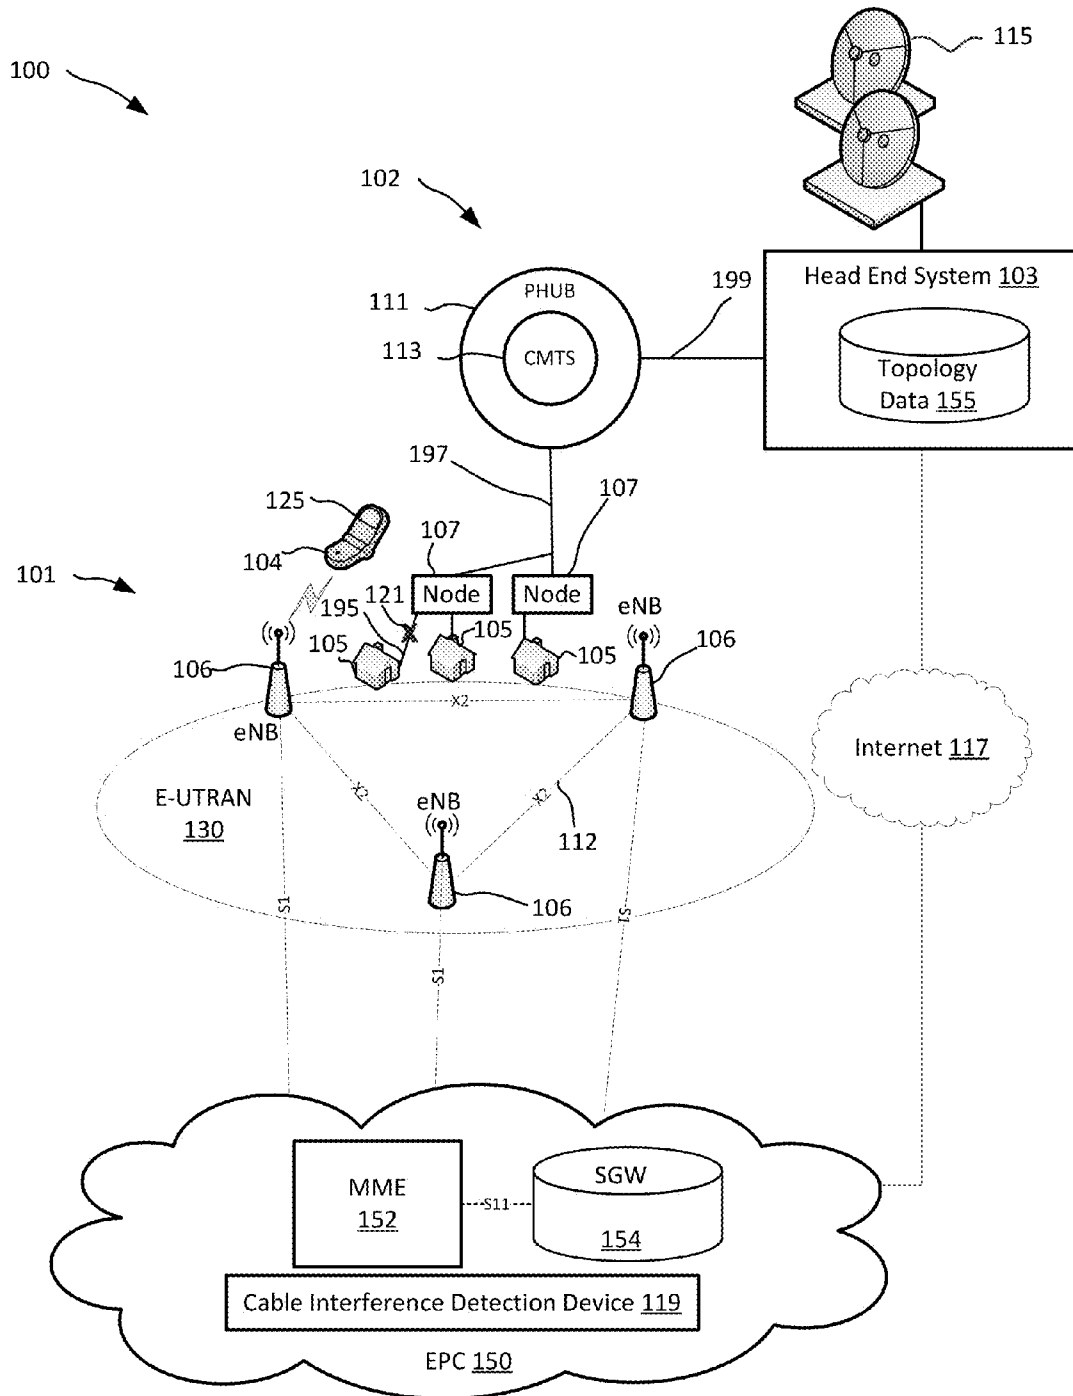 115
100
102
Head End System 103
199
PHUB
111
113
CMTS
Topology
Data 155
197
107
125
107
104
101
121
Node
Node
eNB
195
105
105
105
106
106
X2
eNB
Internet 117
E-UTRAN
130
X2
eNB
X2
112
106
S1
S1
S1
MME
152
S11
SGW
154
Cable Interference Detection Device 119
EPC 150